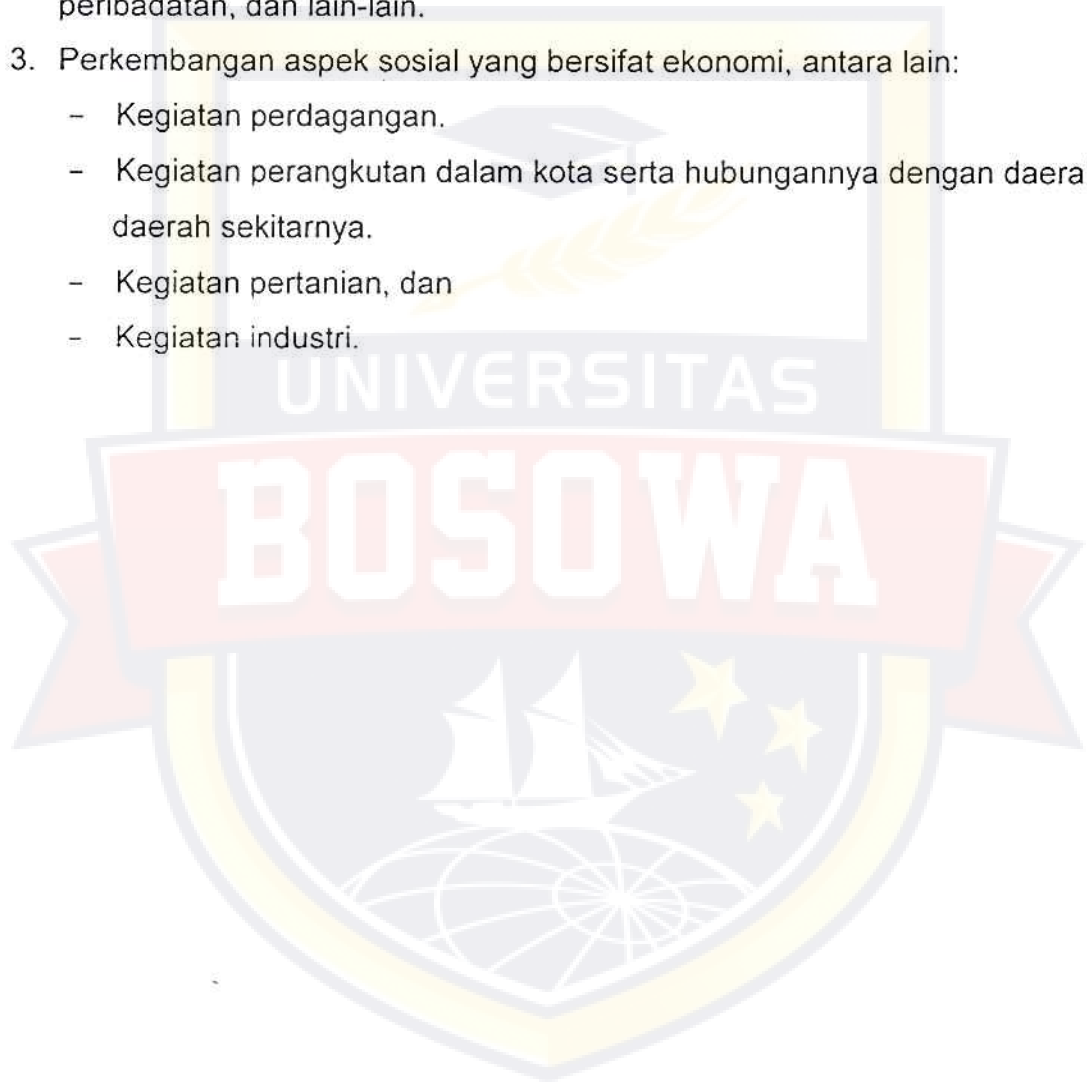 peribadatan, dan lain-lain.
3. Perkembangan aspek sosial yang bersifat ekonomi, antara lain:
- Kegiatan perdagangan.
- Kegiatan perangkutan dalam kota serta hubungannya dengan daera
daerah sekitarnya.
- Kegiatan pertanian, dan
- Kegiatan industri.
UNIVERSITAS
BOSOWA